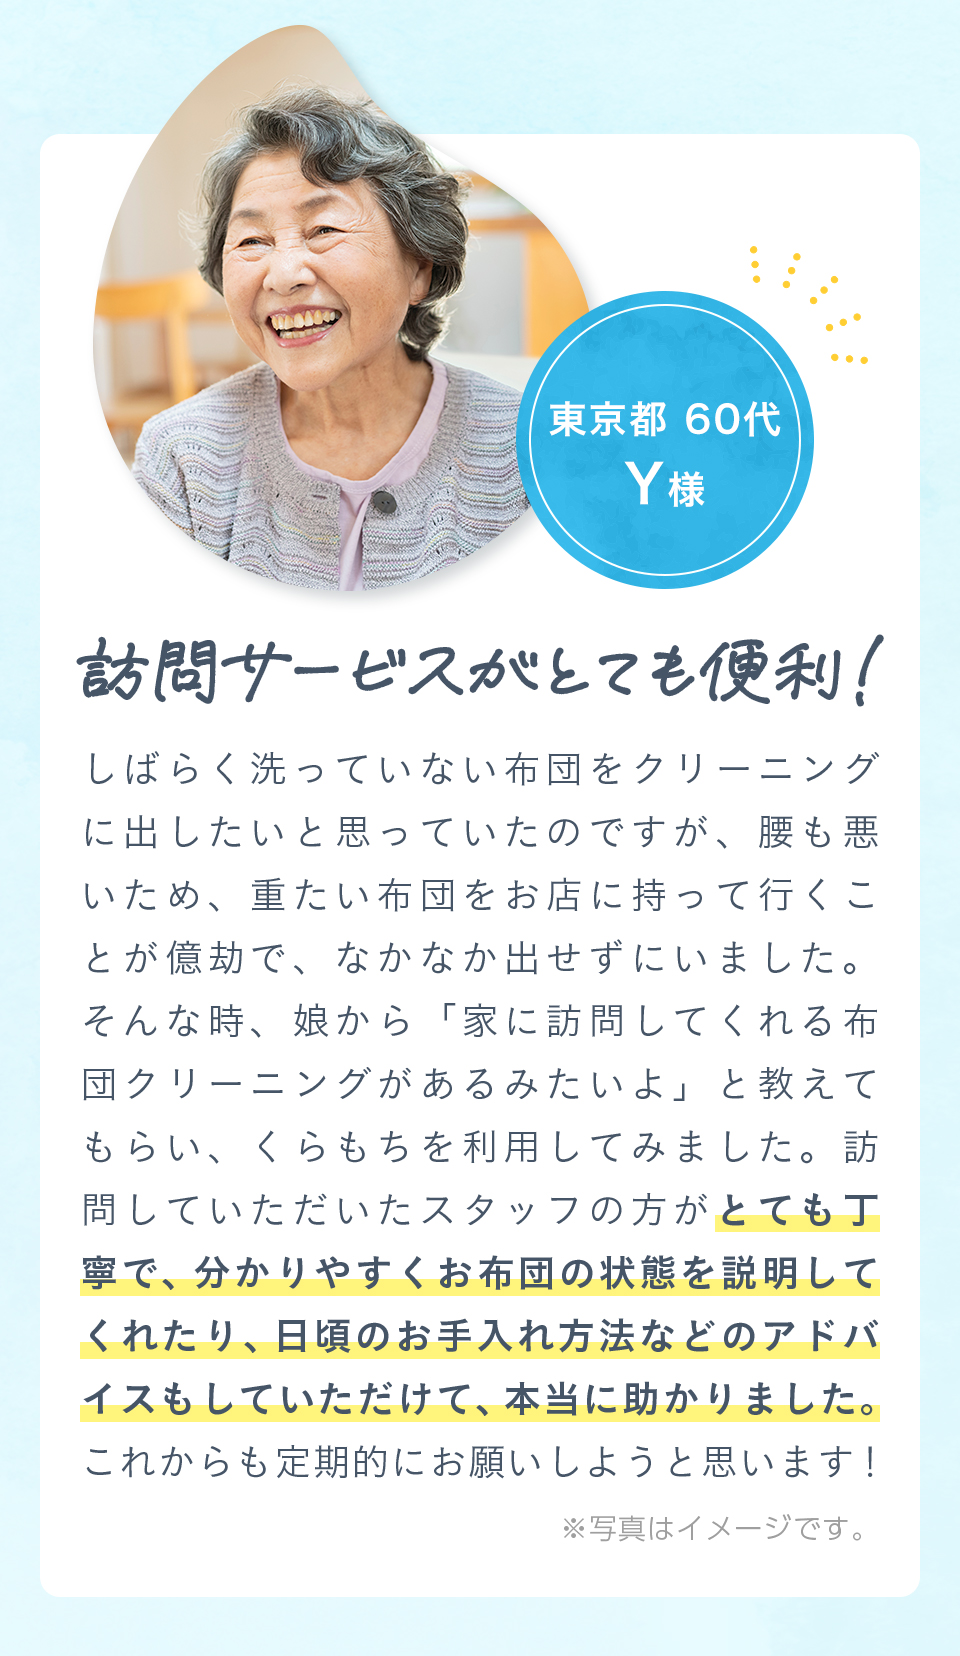 東京都 60代
Y様
訪問サービスがとても便利！
しばらく洗っていない布団をクリーニング
に出したいと思っていたのですが、腰も悪
いため、重たい布団をお店に持って行くこ
とが億劫で、なかなか出せずにいました。
そんな時、娘から「家に訪問してくれる布
団クリーニングがあるみたいよ」と教えて
もらい、くらもちを利用してみました。訪
問していただいたスタッフの方がとても丁
寧で、分かりやすくお布団の状態を説明して
くれたり、日頃のお手入れ方法などのアドバ
イスもしていただけて、本当に助かりました。
これからも定期的にお願いしようと思います！
※写真はイメージです。